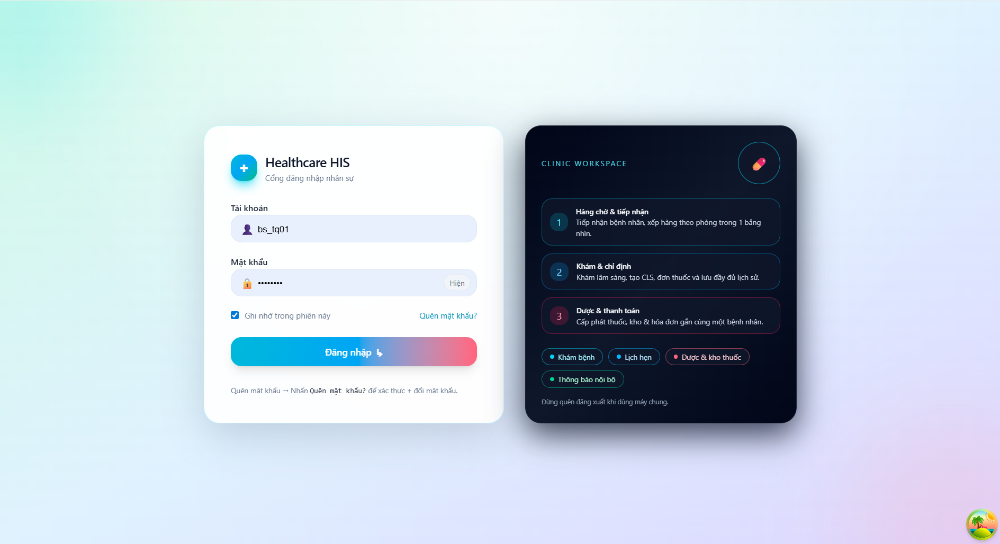 Healthcare HIS
Cổng đăng nhập nhân sự
Tài khoản
bs_tq01
Mật khẩu
••••••••
Hiện
Ghi nhớ trong phiên này
Quên mật khẩu?
Đăng nhập ↳
Quên mật khẩu → Nhấn Quên mật khẩu? để xác thực + đổi mật khẩu.
CLINIC WORKSPACE
1
Hàng chờ & tiếp nhận
Tiếp nhận bệnh nhân, xếp hàng theo phòng trong 1 bảng
nhìn.
2
Khám & chỉ định
Khám lâm sàng, tạo CLS, đơn thuốc và lưu đầy đủ lịch sử.
3
Dược & thanh toán
Cấp phát thuốc, kho & hóa đơn gắn cùng một bệnh nhân.
Khám bệnh
Lịch hẹn
Dược & kho thuốc
Thông báo nội bộ
Đừng quên đăng xuất khi dùng máy chung.